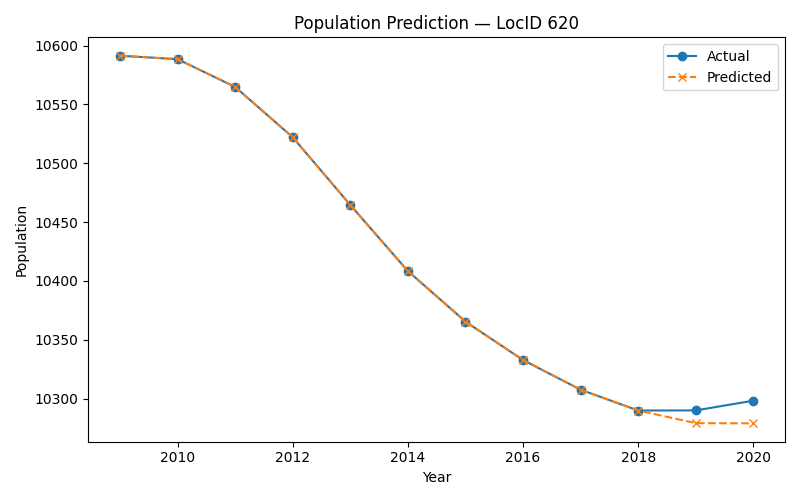 Population Prediction — LocID 620
Population
10600
10550
10500
10450
10400
10350
10300
Actual
Predicted
2010 2012 2014 2016 2018 2020
Year